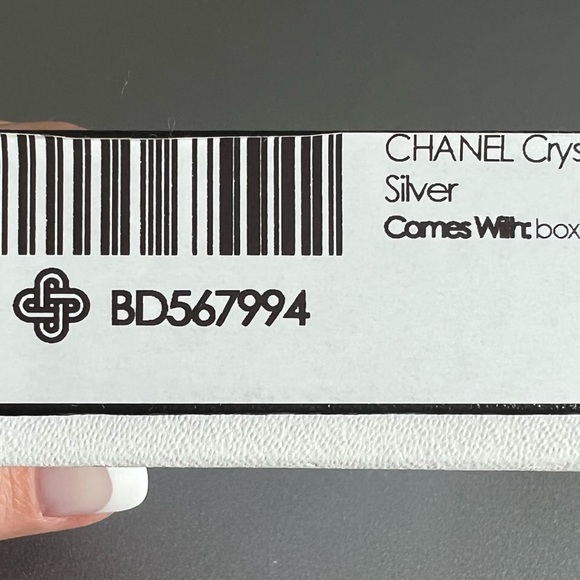 CHANEL Crys
Silver
Comes With: box
BD567994